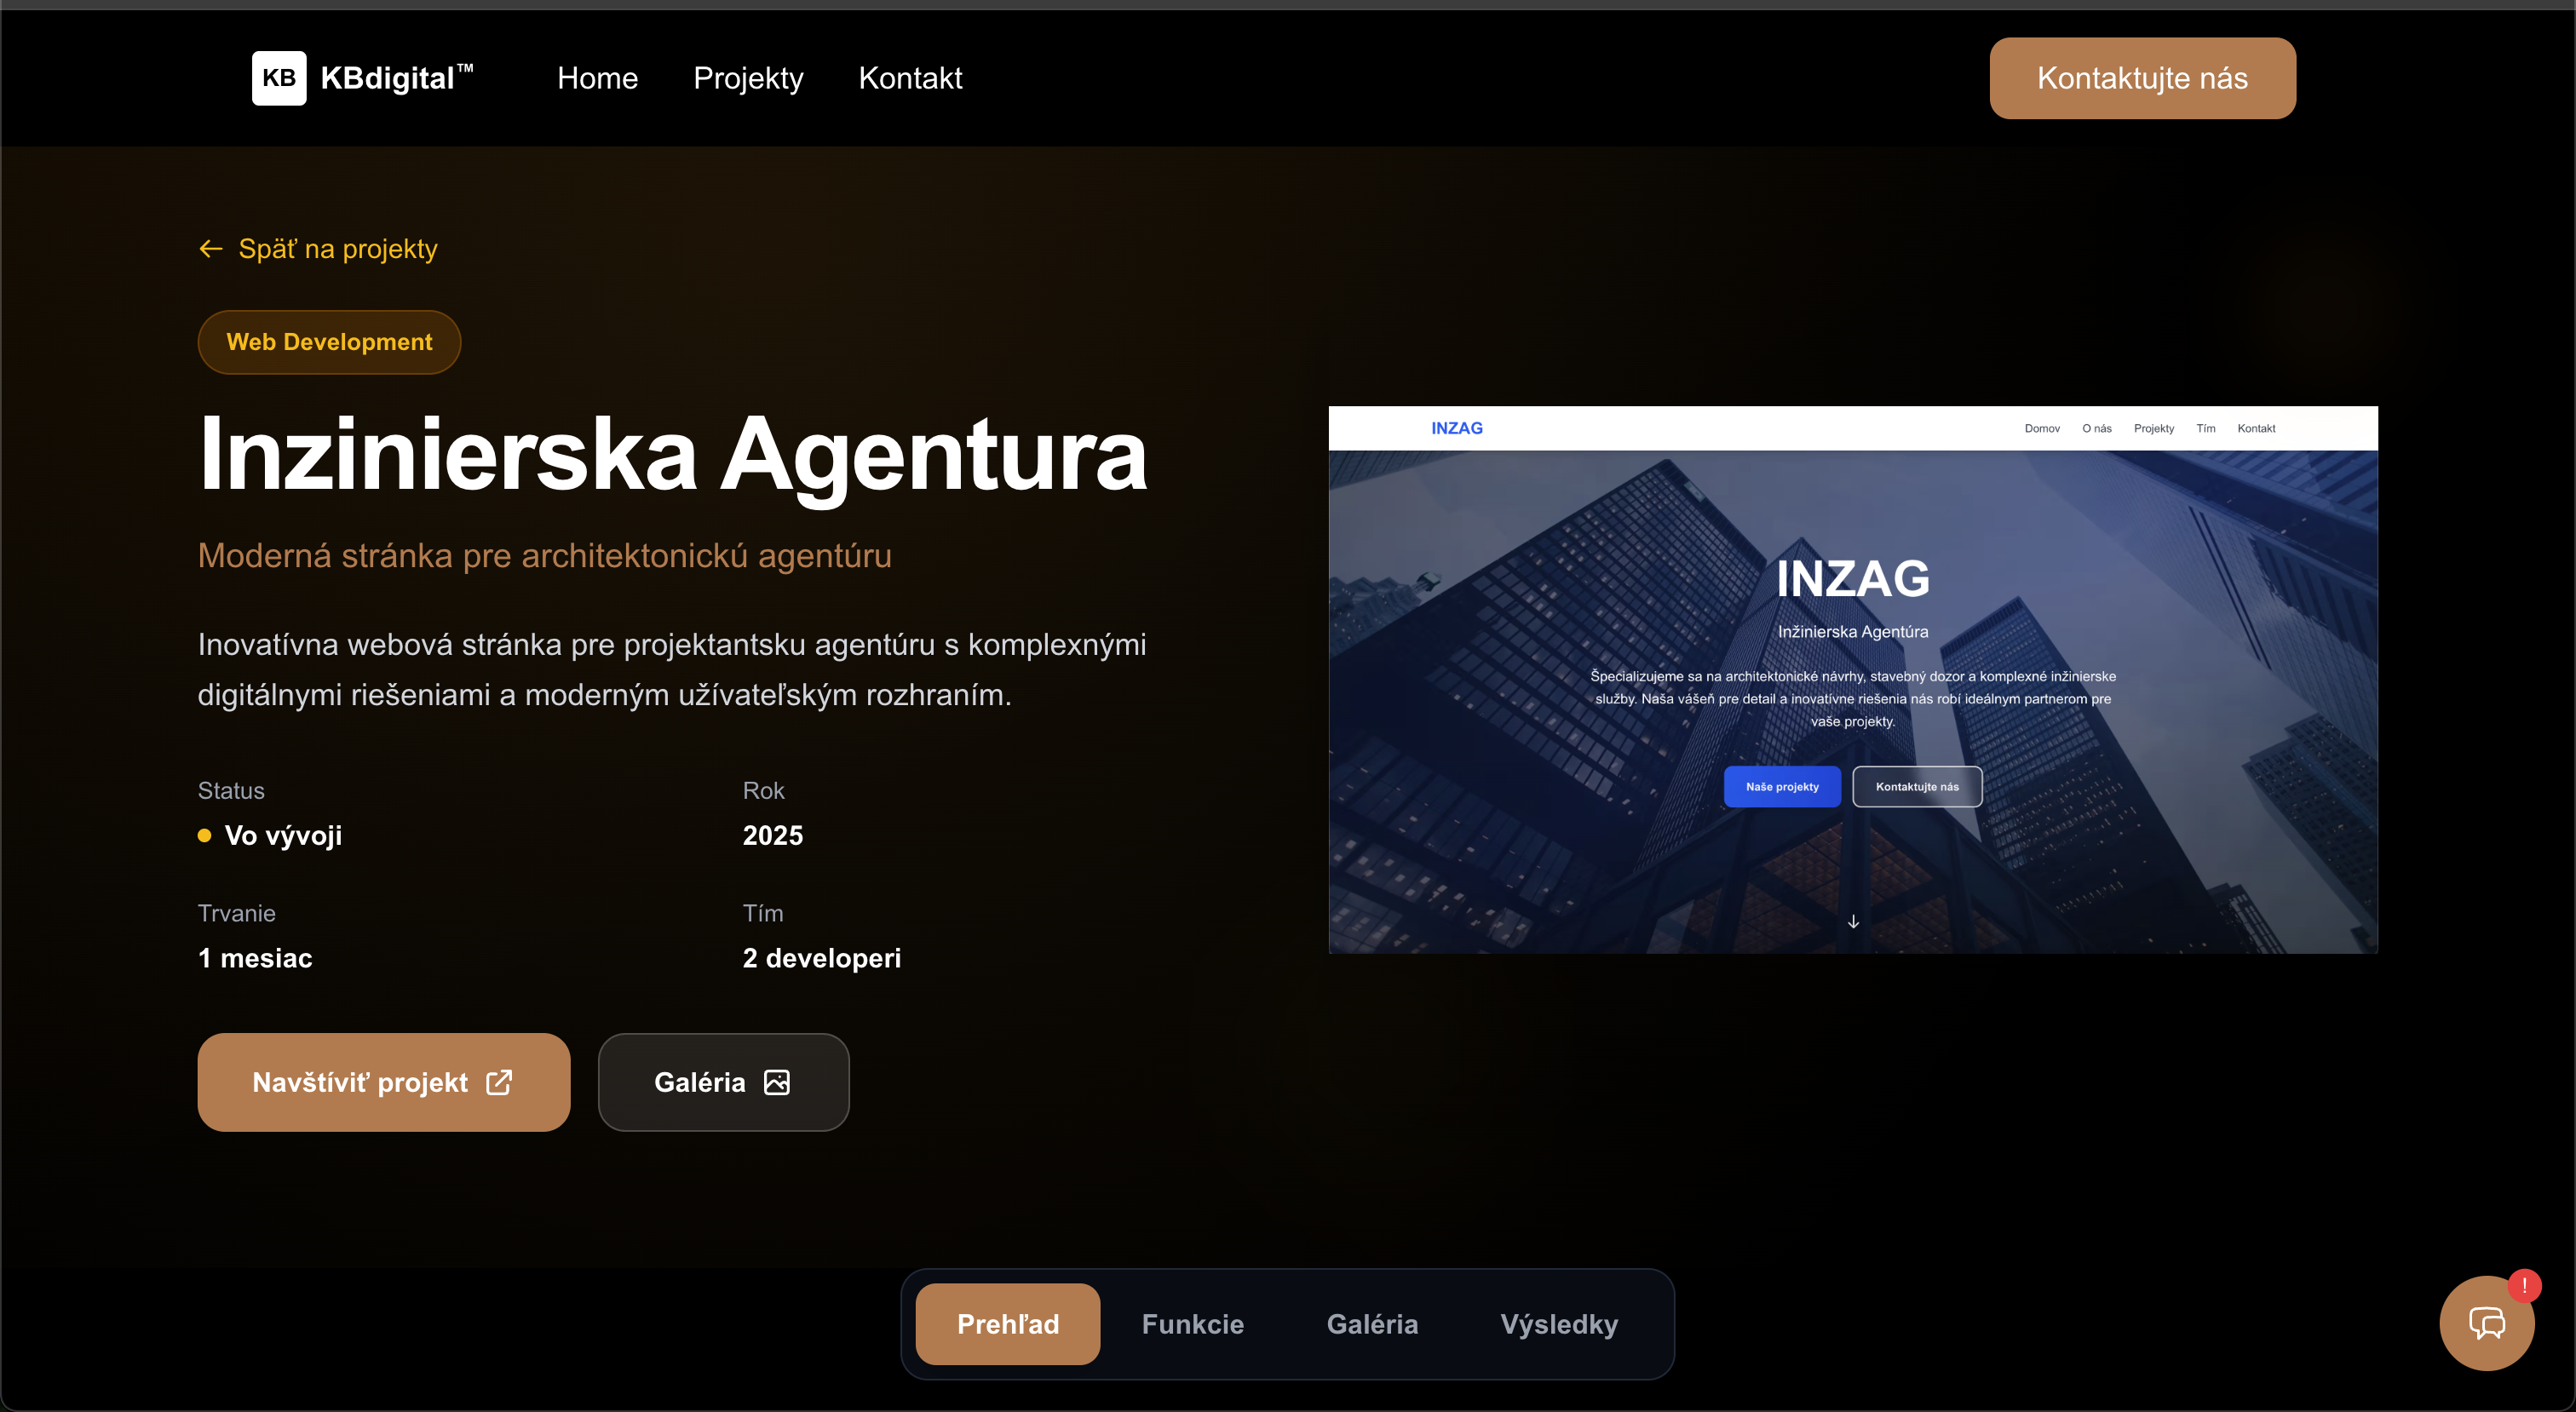 KB KBdigital™ Home Projekty Kontakt Kontaktujte nás
Späť na projekty
Web Development
Inzinierska Agentura
Moderná stránka pre architektonickú agentúru
Inovatívna webová stránka pre projektantsku agentúru s komplexnými
digitálnymi riešeniami a moderným užívateľským rozhraním.
Status Rok
Vo vývoji 2025
Trvanie Tím
1 mesiac 2 developeri
Navštíviť projekt Galéria
INZAG Domov O nás Projekty Tím Kontakt
INZAG
Inžinierska Agentúra
Špecializujeme sa na architektonické návrhy, stavebný dozor a komplexné inžinierske
služby. Naša vášeň pre detail a inovatívne riešenia nás robí ideálnym partnerom pre
vaše projekty.
Naše projekty Kontaktujte nás
Prehľad Funkcie Galéria Výsledky
!